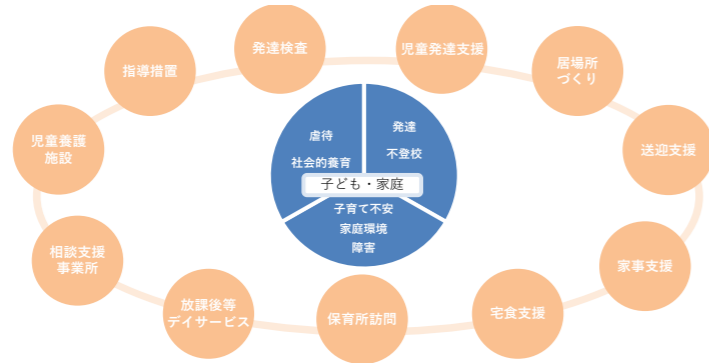 発達検査
児童発達支援
指導措置
居場所
づくり
児童養護
施設
送迎支援
虐待
社会的養育
発達
不登校
子ども・家庭
子育て不安
家庭環境
障害
相談支援
事業所
家事支援
放課後等
デイサービス
保育所訪問
宅食支援